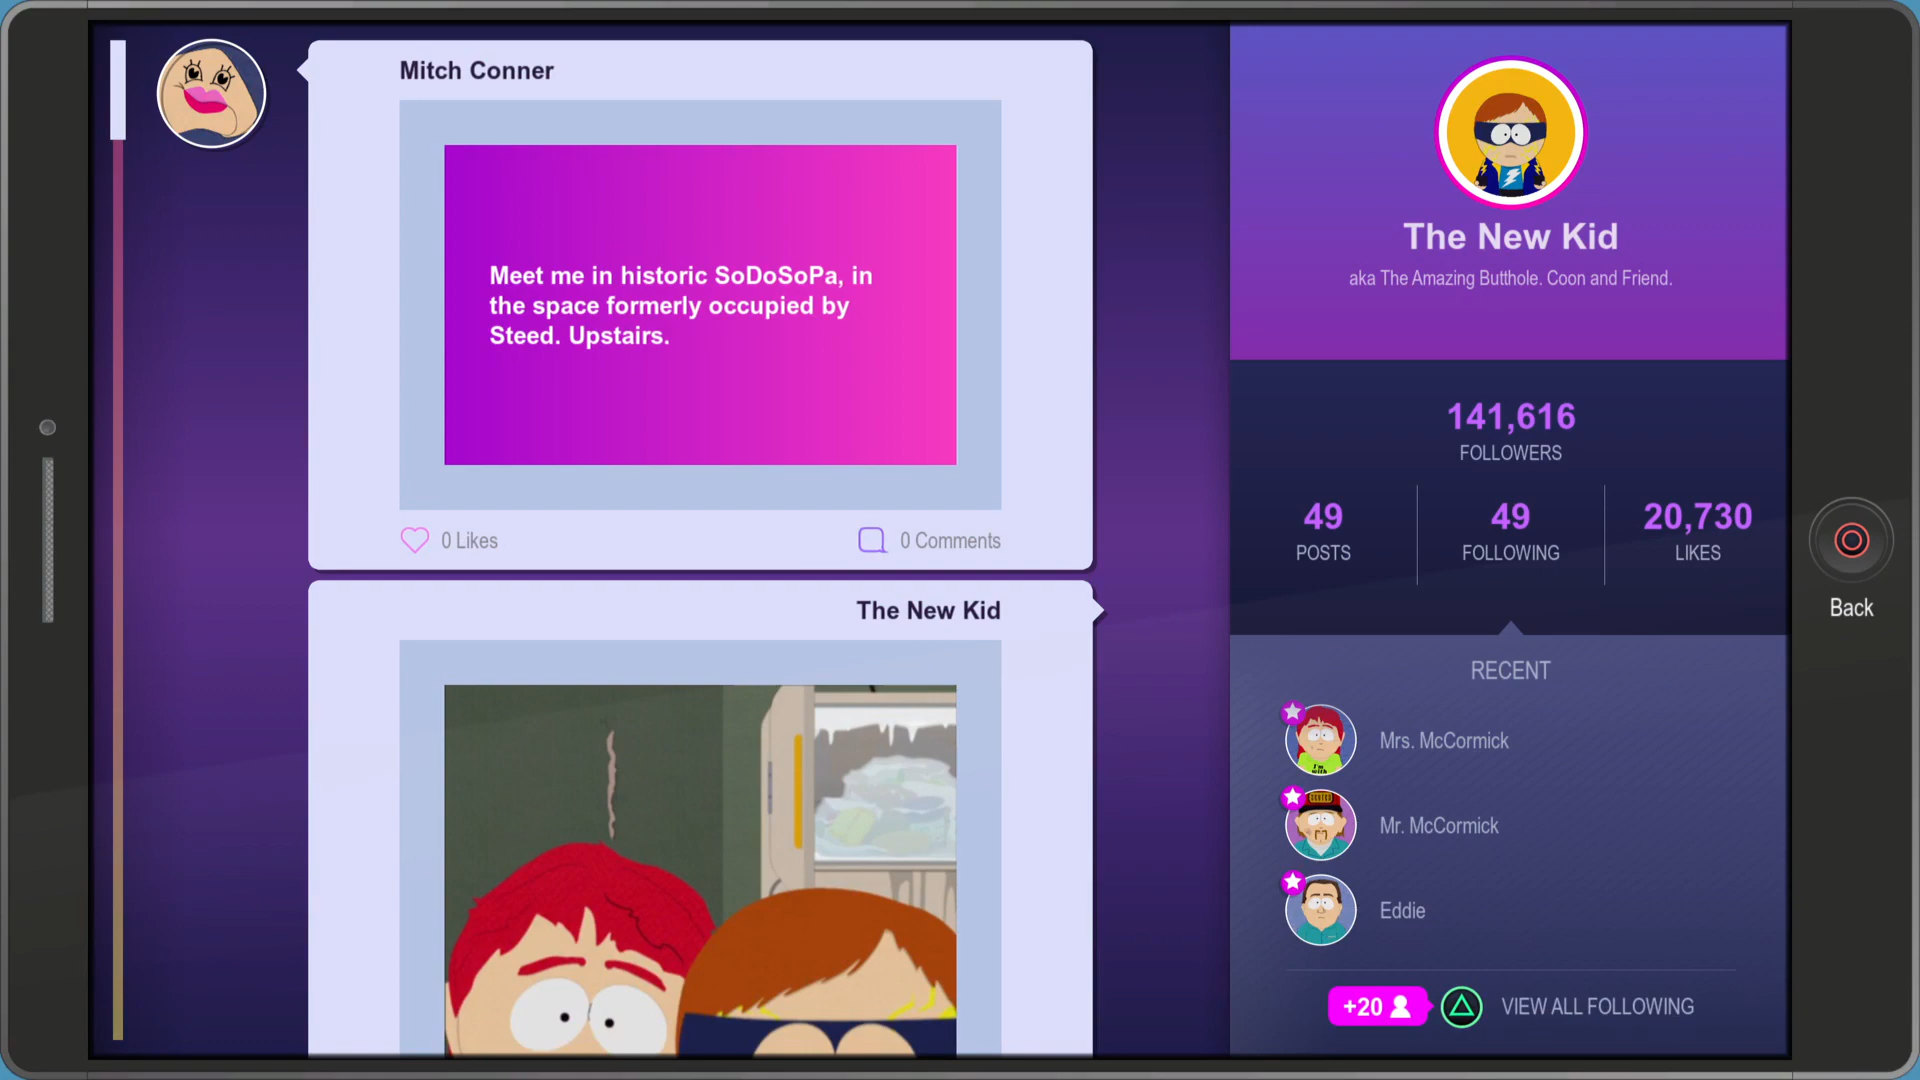 Mitch Conner
Meet me in historic SoDoSoPa, in
the space formerly occupied by
Steed. Upstairs.
0 Likes
0 Comments
The New Kid
The New Kid
aka The Amazing Butthole. Coon and Friend.
141,616
FOLLOWERS
49
POSTS
49
FOLLOWING
20,730
LIKES
RECENT
I'm
with
Mrs. McCormick
Mr. McCormick
Eddie
+20
VIEW ALL FOLLOWING
Back